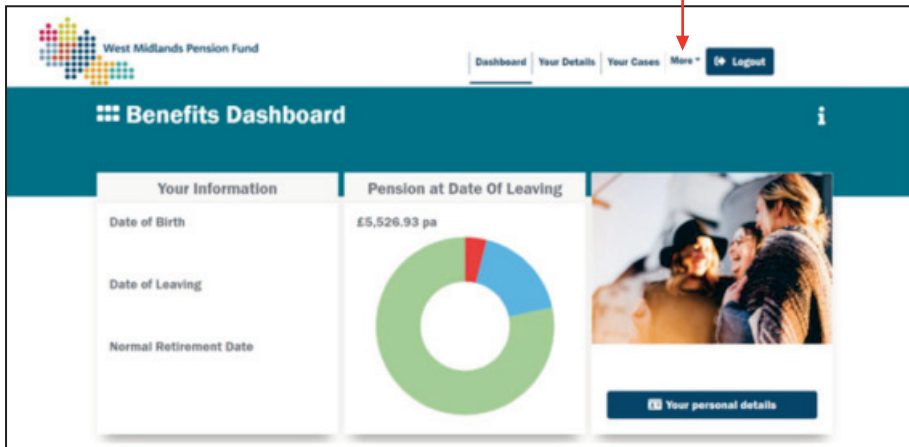 West Midlands Pension Fund
Dashboard Your Details Your Cases More Logout
Benefits Dashboard
Your Information
Pension at Date Of Leaving
Date of Birth
£5,526.93 pa
Date of Leaving
Normal Retirement Date
Your personal details